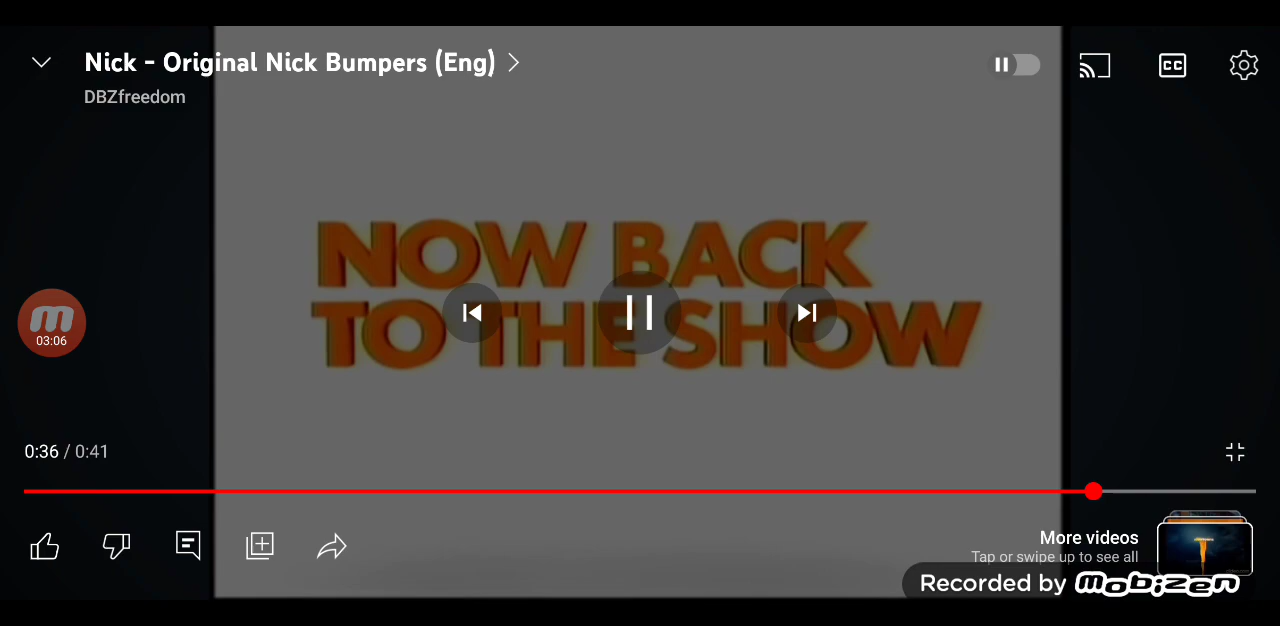 Nick - Original Nick Bumpers (Eng)
DBZfreedom
CC
NOW BACK
TO THE SHOW
m
03:06
0:36 / 0:41
More videos
Tap or swipe up to see all
Recorded by mobizen